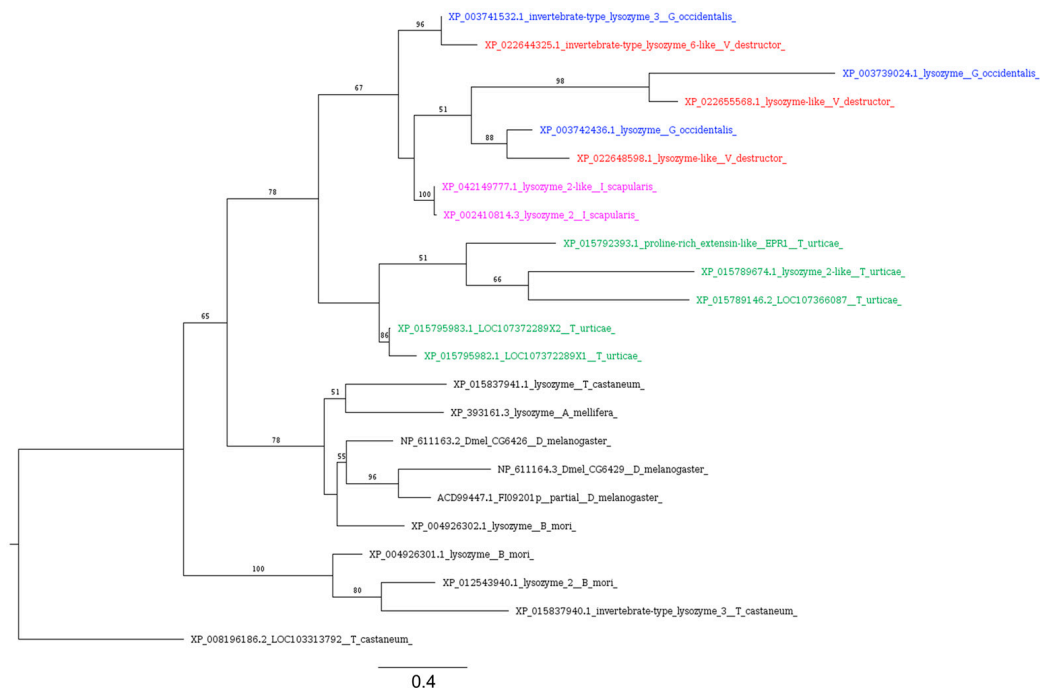 XP_003741532.1_invertebrate-type_lysozyme_3__G_occidentalis_
96
XP_022644325.1_invertebrate-type_lysozyme_6-like__V_destructor_
XP_003739024.1_lysozyme__G_occidentalis_
98
67
XP_022655568.1_lysozyme-like__V_destructor_
51
XP_003742436.1_lysozyme__G_occidentalis_
88
XP_022648598.1_lysozyme-like__V_destructor_
XP_042149777.1_lysozyme_2-like__I_scapularis_
78
100
XP_002410814.3_lysozyme_2__I_scapularis_
XP_015792393.1_proline-rich_extensin-like__EPR1__T_urticae_
51
XP_015789674.1_lysozyme_2-like__T_urticae_
66
XP_015789146.2_LOC107366087__T_urticae_
65
XP_015795983.1_LOC107372289X2__T_urticae_
86
XP_015795982.1_LOC107372289X1__T_urticae_
XP_015837941.1_lysozyme__T_castaneum_
51
XP_393161.3_lysozyme__A_mellifera_
78
NP_611163.2_Dmel_CG6426__D_melanogaster_
55
NP_611164.3_Dmel_CG6429__D_melanogaster_
96
ACD99447.1_FI09201p__partial__D_melanogaster_
XP_004926302.1_lysozyme__B_mori_
XP_004926301.1_lysozyme__B_mori_
100
XP_012543940.1_lysozyme_2__B_mori_
80
XP_015837940.1_invertebrate-type_lysozyme_3__T_castaneum_
XP_008196186.2_LOC103313792__T_castaneum_
0.4